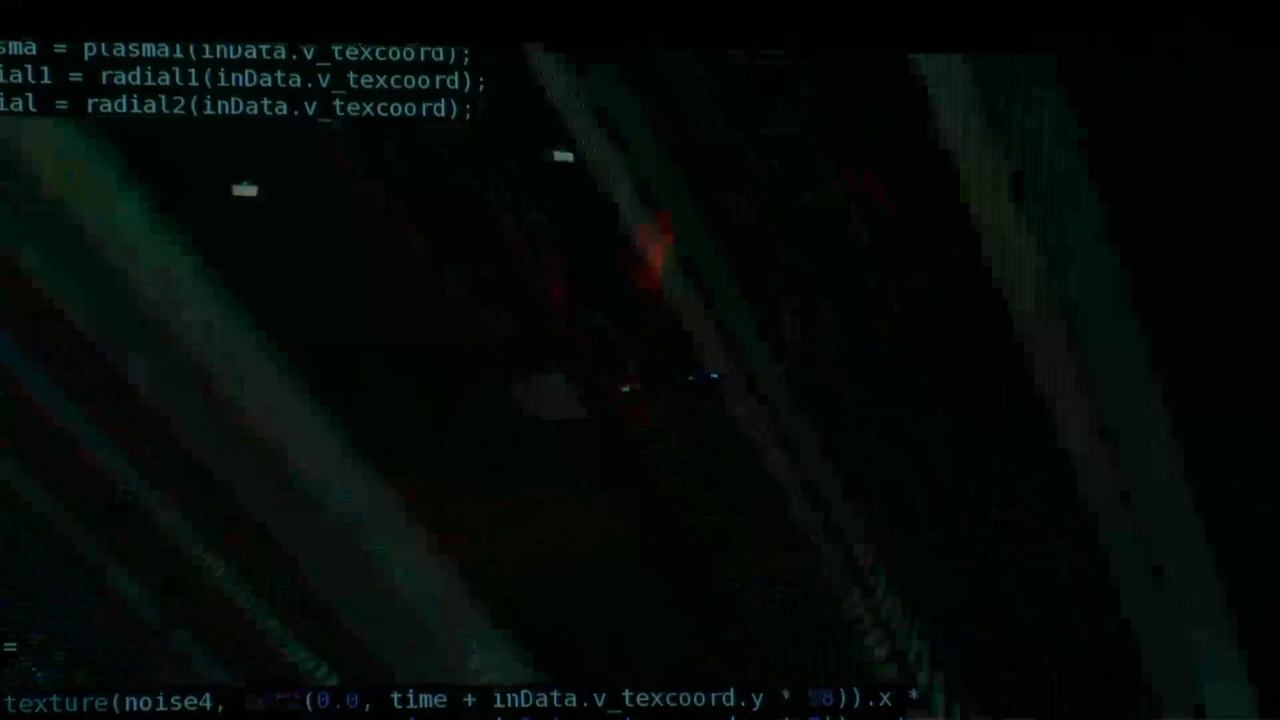 sma = plasma1(inData.v_texcoord);
ial1 = radial1(inData.v_texcoord);
ial = radial2(inData.v_texcoord);
=
texture(noise4, (0.0, time + inData.v_texcoord.y * 8)).x *